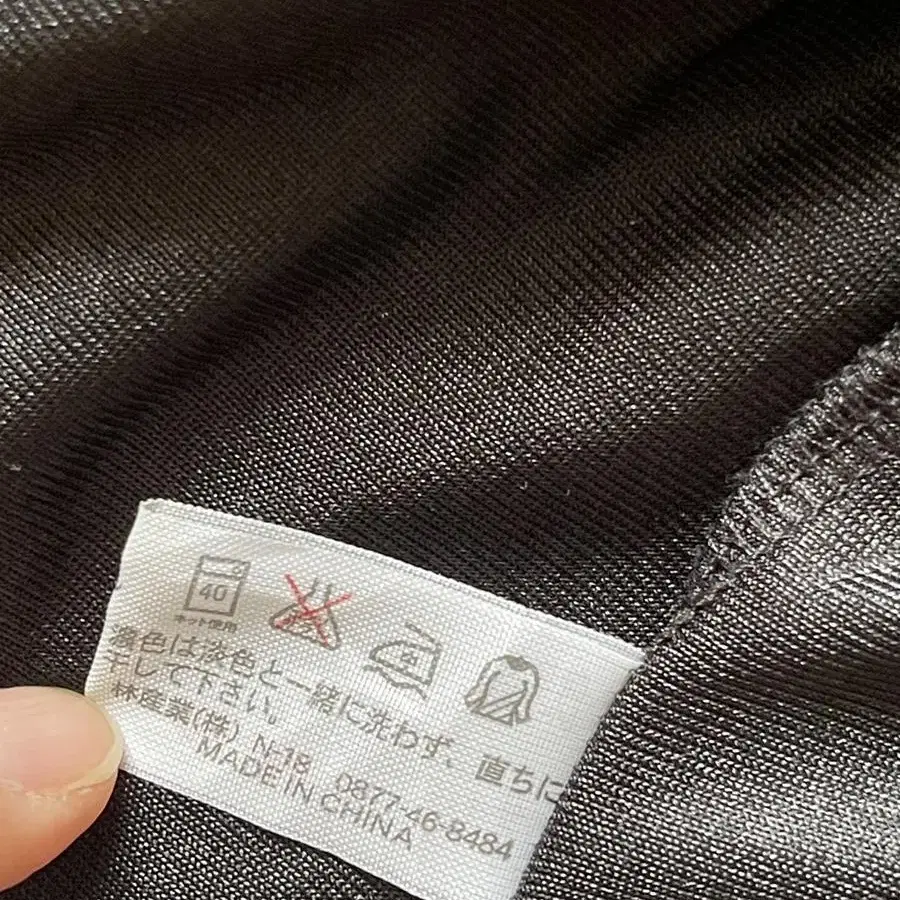 40
ネット使用
濃色は淡色と一緒に洗わず、直ちに
干して下さい。
林産業(株) N-18 0877-46-8484
MADE IN CHINA